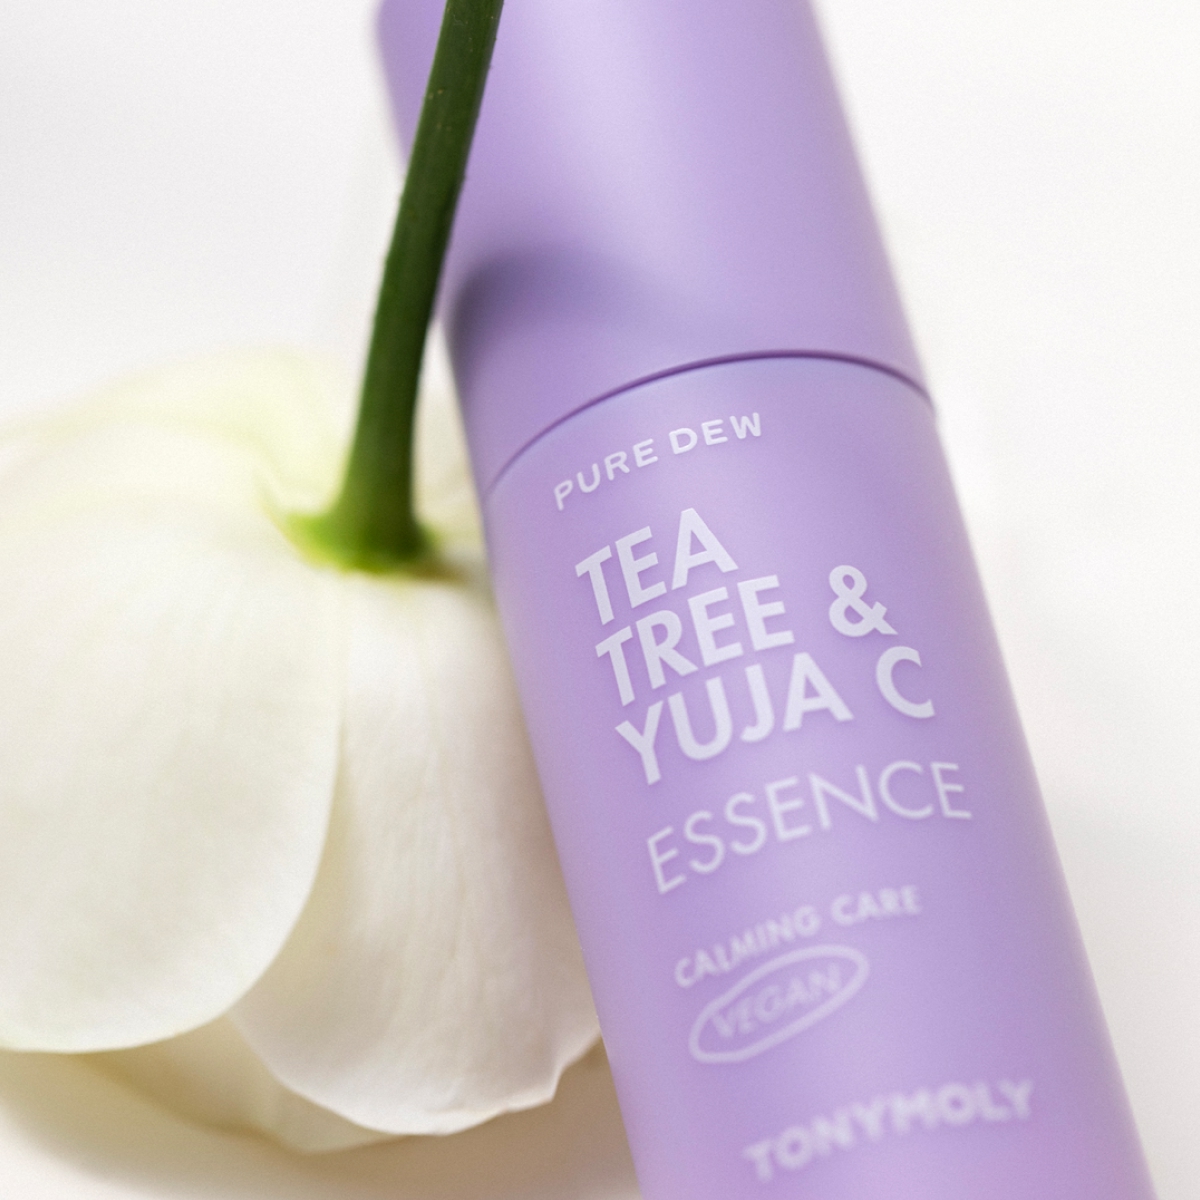 PURE DEW
TEA
TREE &
YUJA C
ESSENCE
CALMING CARE
VEGAN
TONYMOLY